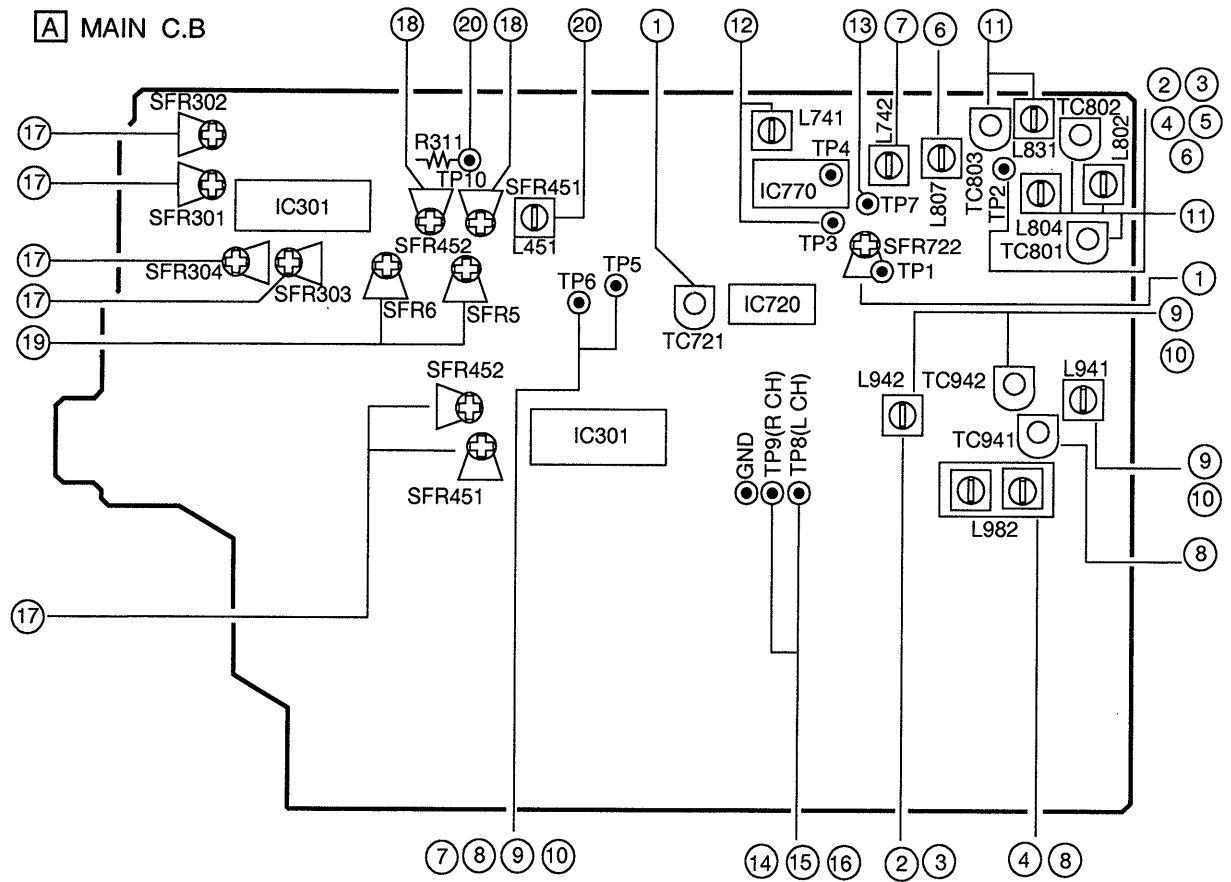 A MAIN C.B
18 20 18 20 1 12 13 7 6 11
2 3
4 5
6
SFR302
17
R311
TP10
L741
TP4
L742
TC802
L831
L802
17
SFR301
IC301
SFR451
L451
IC770
L807
TC803
TP2
L804
11
TP7
TP3
TC801
17
SFR304
SFR303
SFR452
SFR722
TP1
17
SFR6
SFR5
TP6
TP5
TC721
IC720
1
9
10
19
SFR452
L942
TC942
L941
IC301
GND
TP9(R CH)
TP8(L CH)
TC941
9
10
SFR451
L982
8
17
7 8 9 10
14 15 16
2 3
4 8